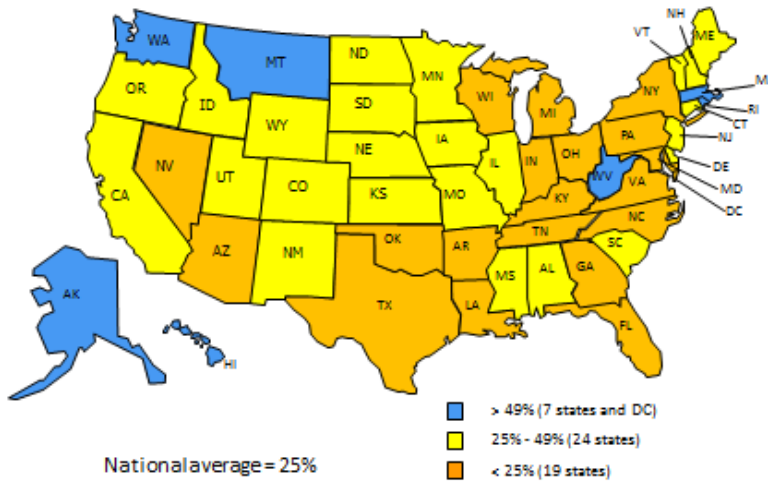 NH
VT
ME
WA
ND
MT
MN
M
OR
ID
SD
WI
NY
RI
MI
CT
WY
PA
NJ
IA
NE
NV
OH
IL
IN
DE
UT
WV
CA
CO
VA
MD
KS
MO
KY
DC
NC
TN
OK
AZ
NM
AR
SC
MS
AL
GA
AK
TX
LA
FL
HI
> 49% (7 states and DC)
25% - 49% (24 states)
National average = 25%
< 25% (19 states)